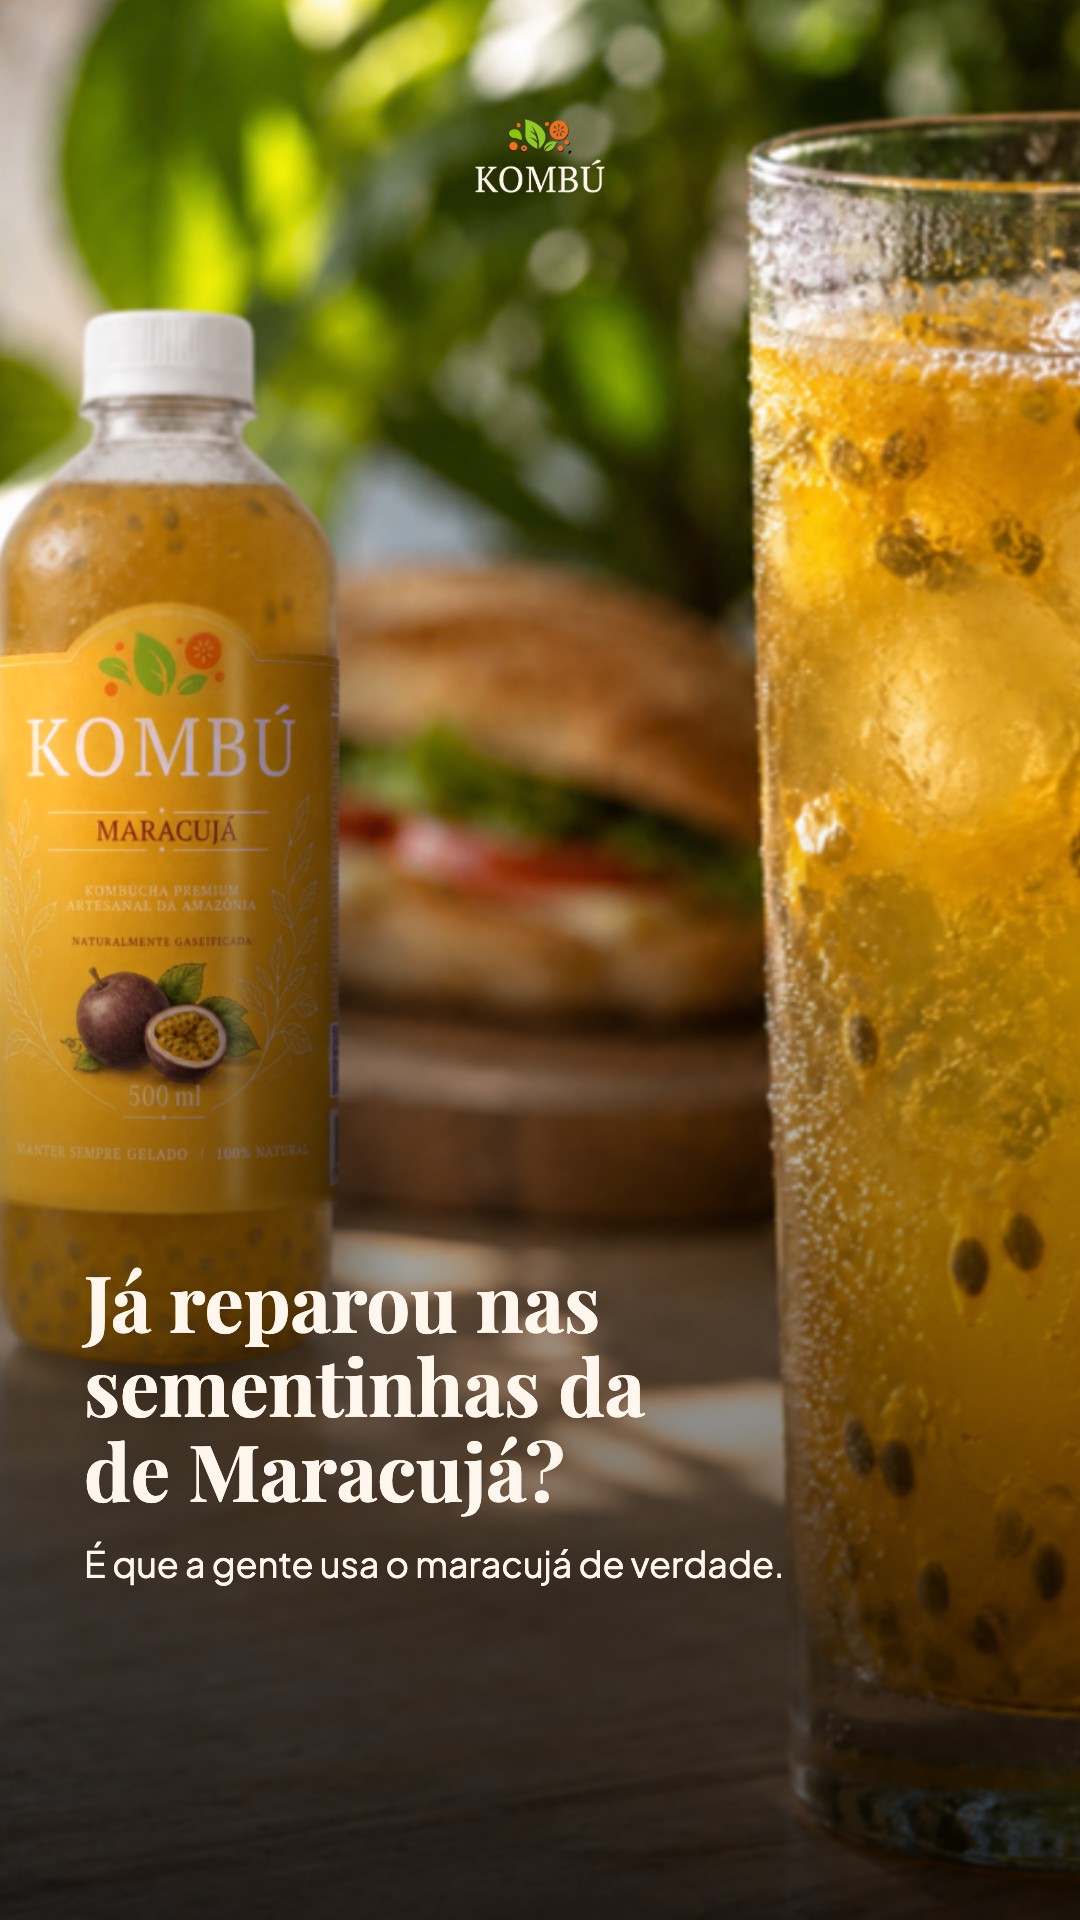 KOMBÚ
KOMBÚ
MARACUJÁ
KOMBUCHA PREMIUM
ARTESANAL DA AMAZÔNIA
NATURALMENTE GASEIFICADA
500 ml
MANTER SEMPRE GELADO | 100% NATURAL
Já reparou nas
sementinhas da
de Maracujá?
É que a gente usa o maracujá de verdade.